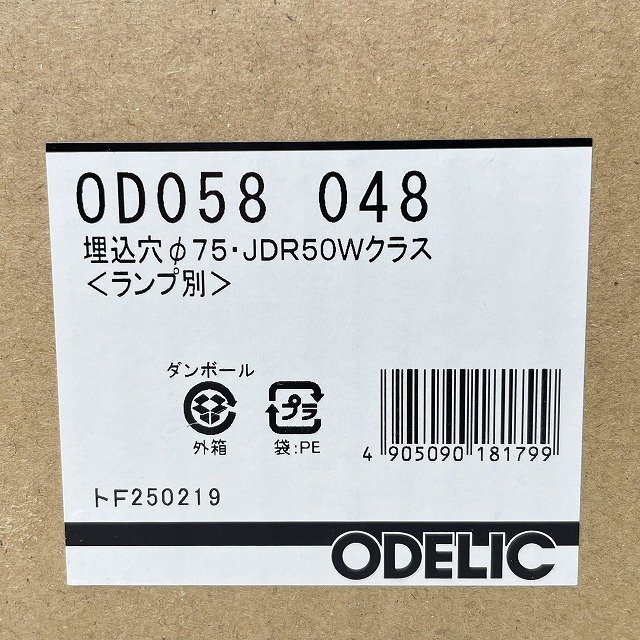 OD058 048
埋込穴φ75・JDR50Wクラス
＜ランプ別＞
ダンボール
外箱
プラ
袋:PE
4 905090 181799
トF250219
ODELIC